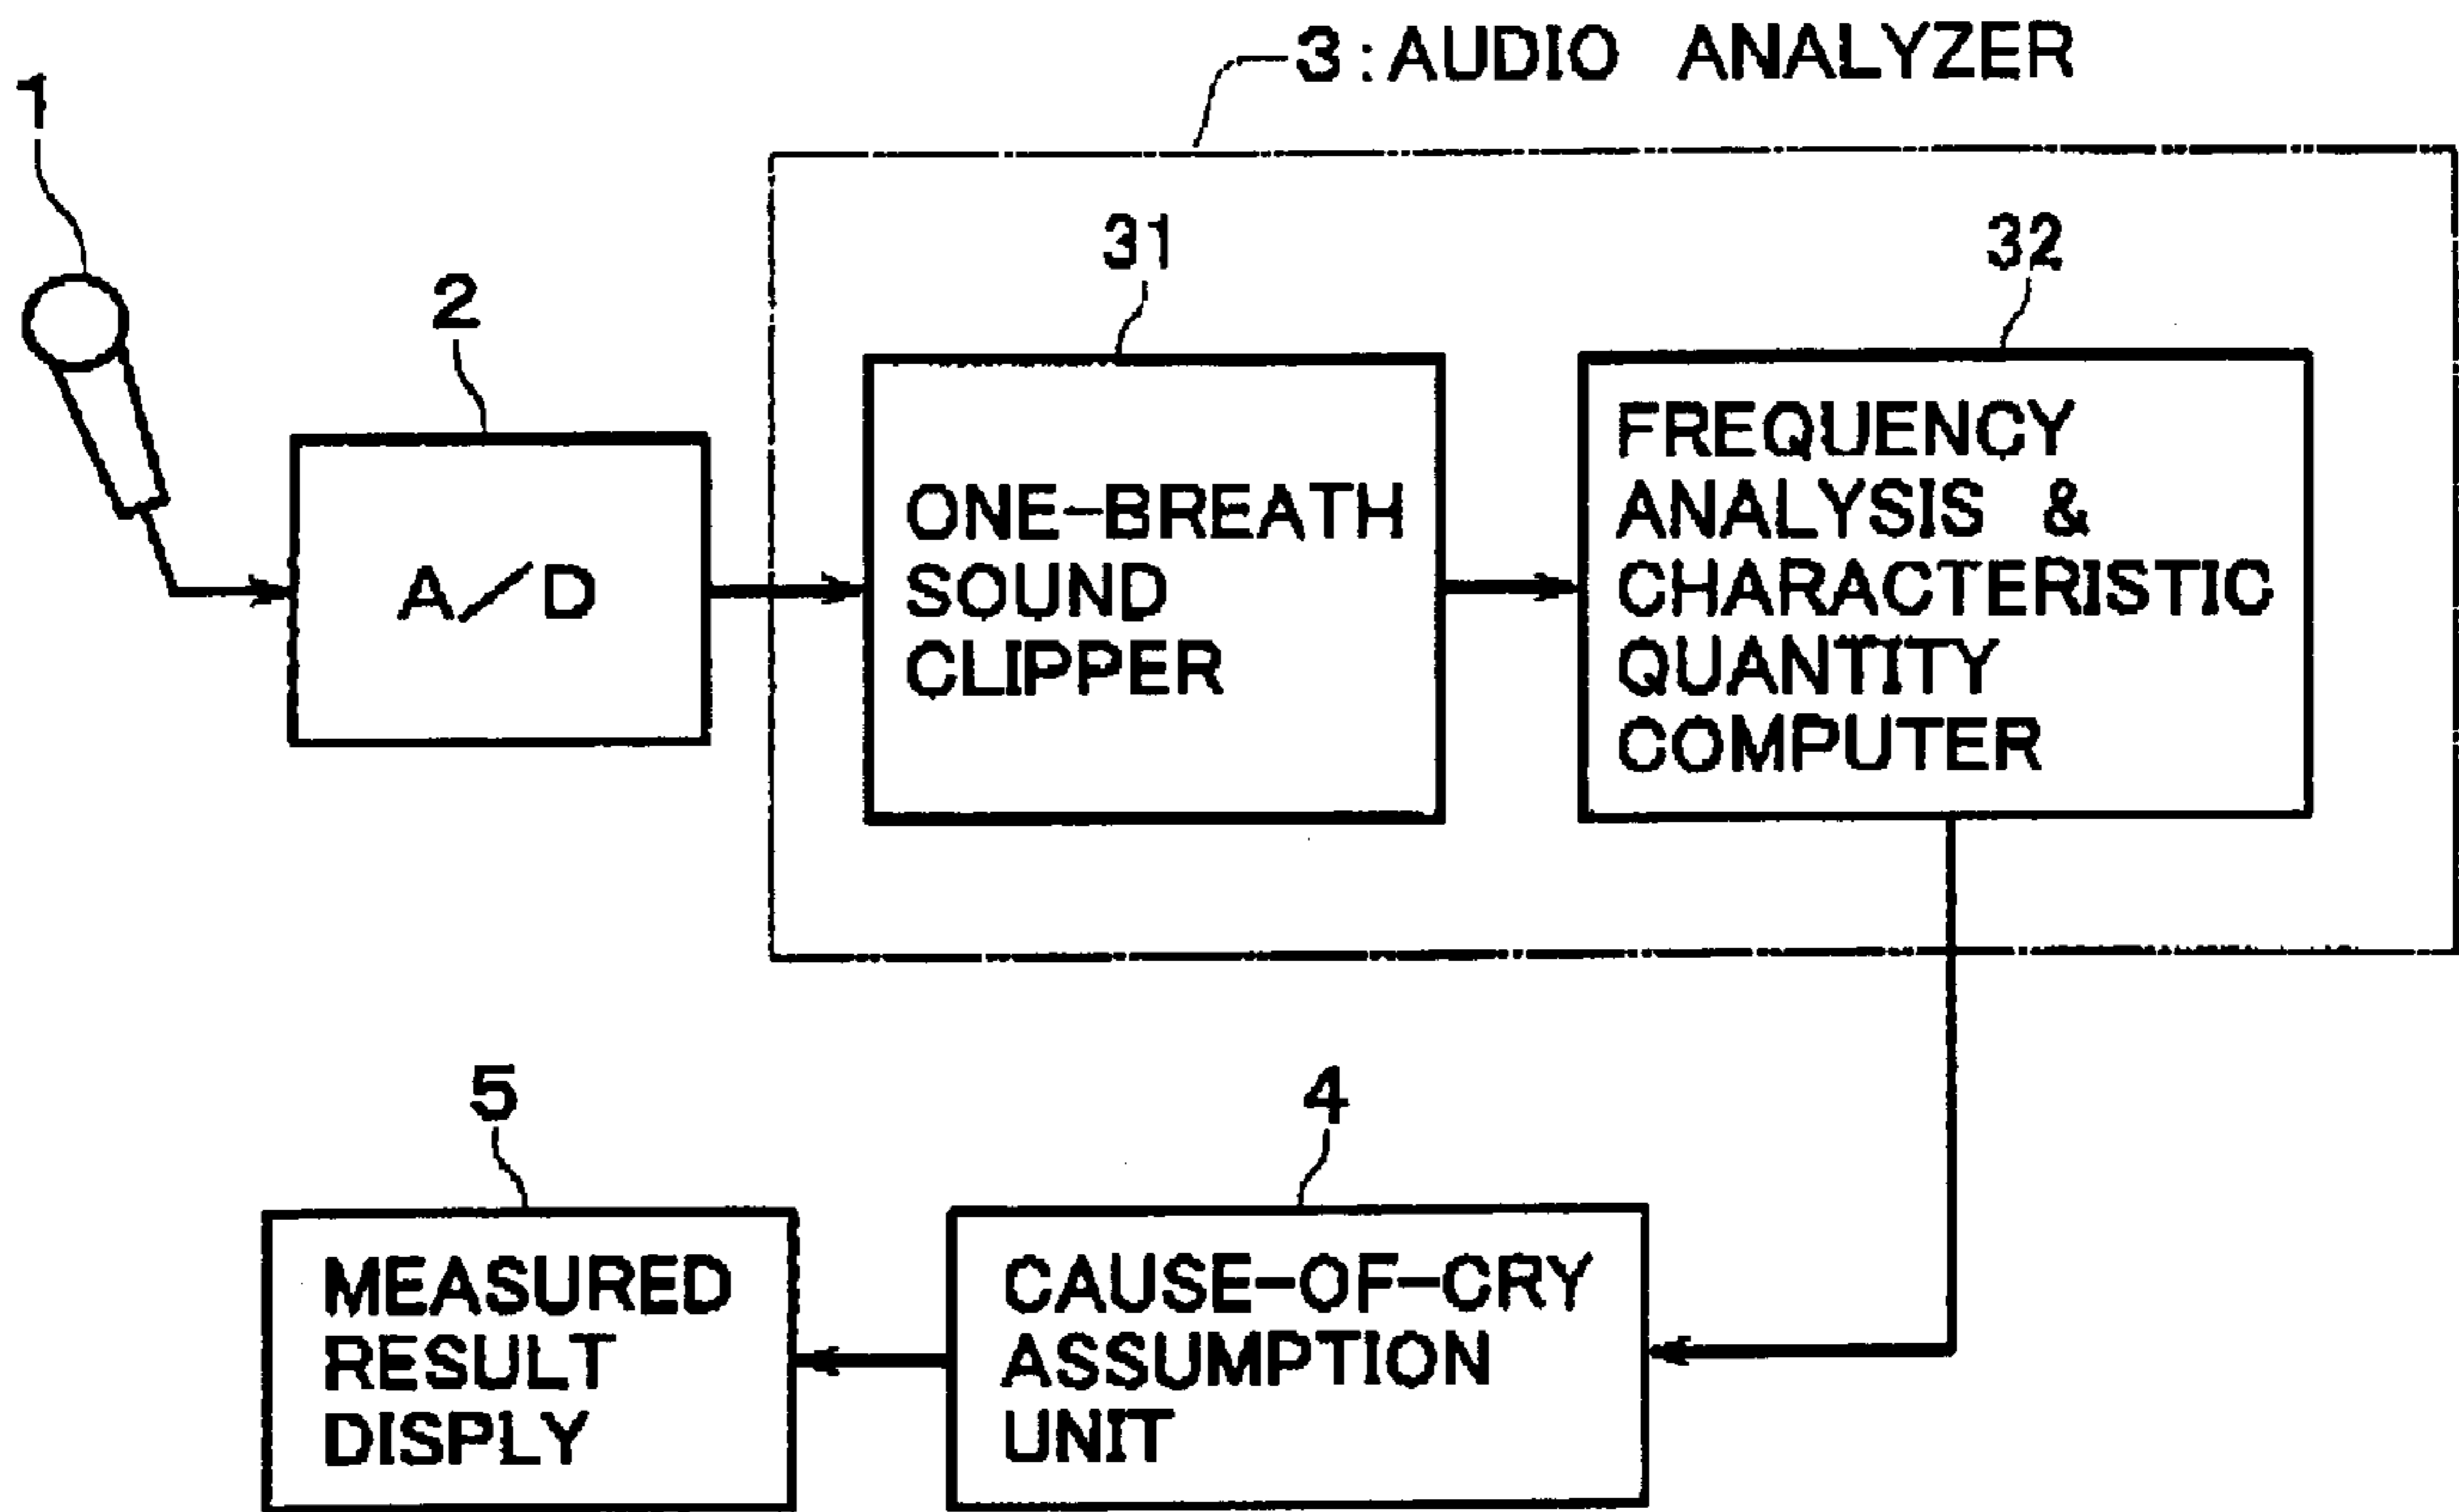 3:AUDIO ANALYZER
1
31
32
2
A/D
ONE-BREATH
SOUND
CLIPPER
FREQUENCY
ANALYSIS &
CHARACTERISTIC
QUANTITY
COMPUTER
5
4
MEASURED
RESULT
DISPLY
CAUSE-OF-CRY
ASSUMPTION
UNIT